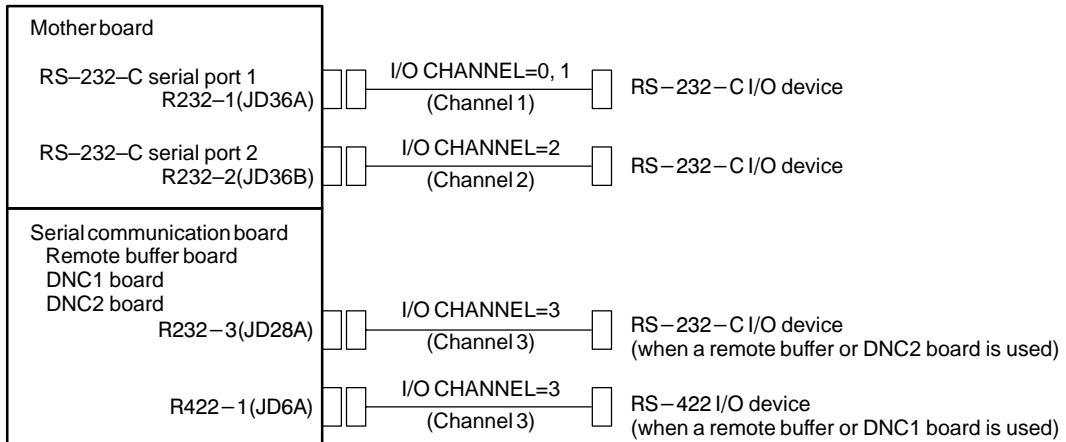 Mother board
RS–232–C serial port 1
R232–1(JD36A)
I/O CHANNEL=0, 1
(Channel 1)
RS–232–C I/O device
RS–232–C serial port 2
R232–2(JD36B)
I/O CHANNEL=2
(Channel 2)
RS–232–C I/O device
Serial communication board
Remote buffer board
DNC1 board
DNC2 board
R232–3(JD28A)
I/O CHANNEL=3
(Channel 3)
RS–232–C I/O device
(when a remote buffer or DNC2 board is used)
R422–1(JD6A)
I/O CHANNEL=3
(Channel 3)
RS–422 I/O device
(when a remote buffer or DNC1 board is used)